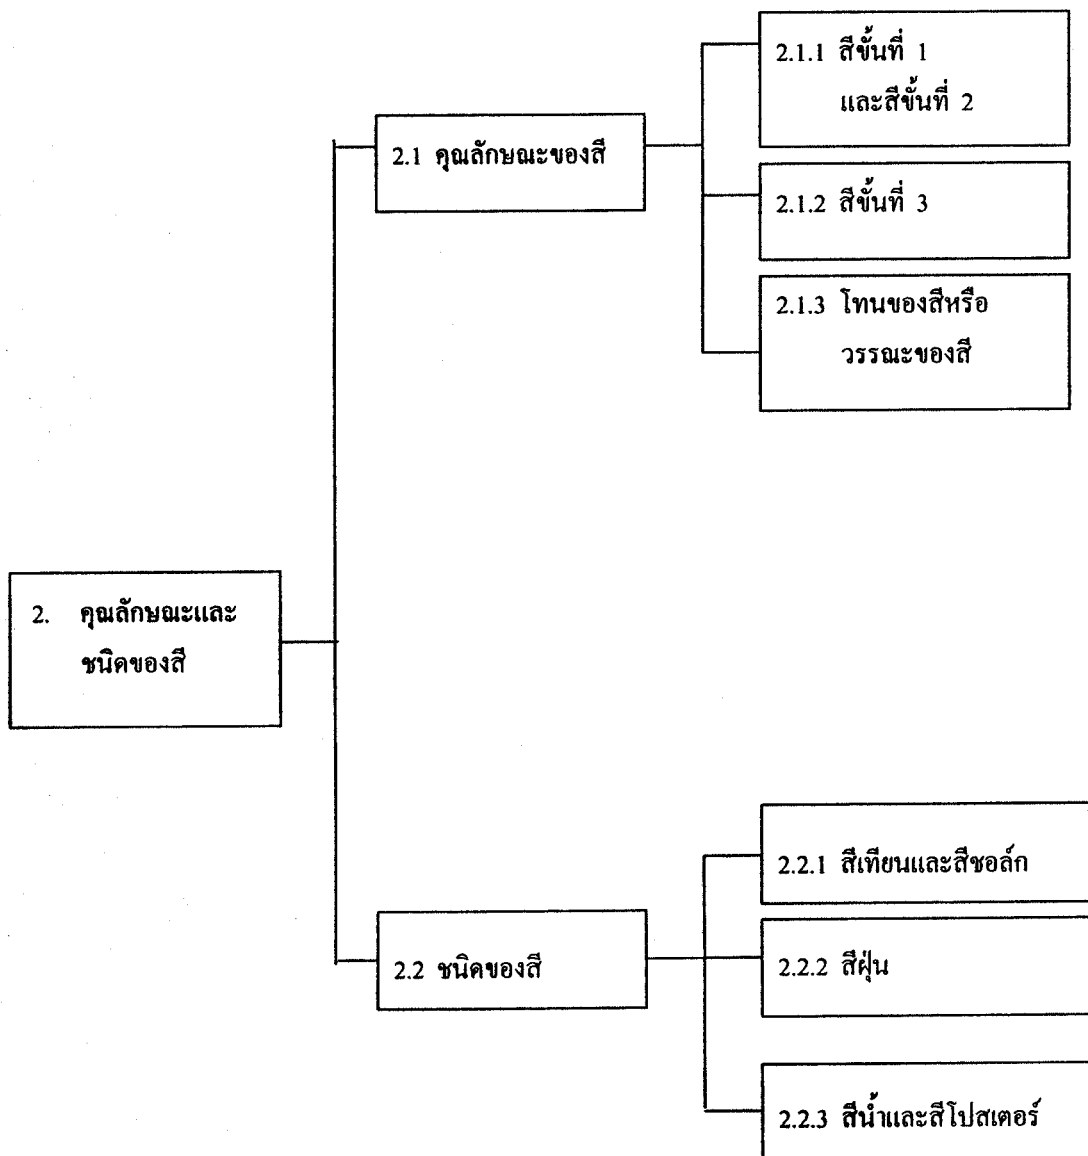 2.1.1 สีขั้นที่ 1
และสีขั้นที่ 2
2.1 คุณลักษณะของสี
2.1.2 สีขั้นที่ 3
2.1.3 โทนของสีหรือ
วรรณะของสี
2. คุณลักษณะและ
ชนิดของสี
2.2.1 สีเทียนและสีชอล์ก
2.2 ชนิดของสี
2.2.2 สีฝุ่น
2.2.3 สีน้ำและสีโปสเตอร์